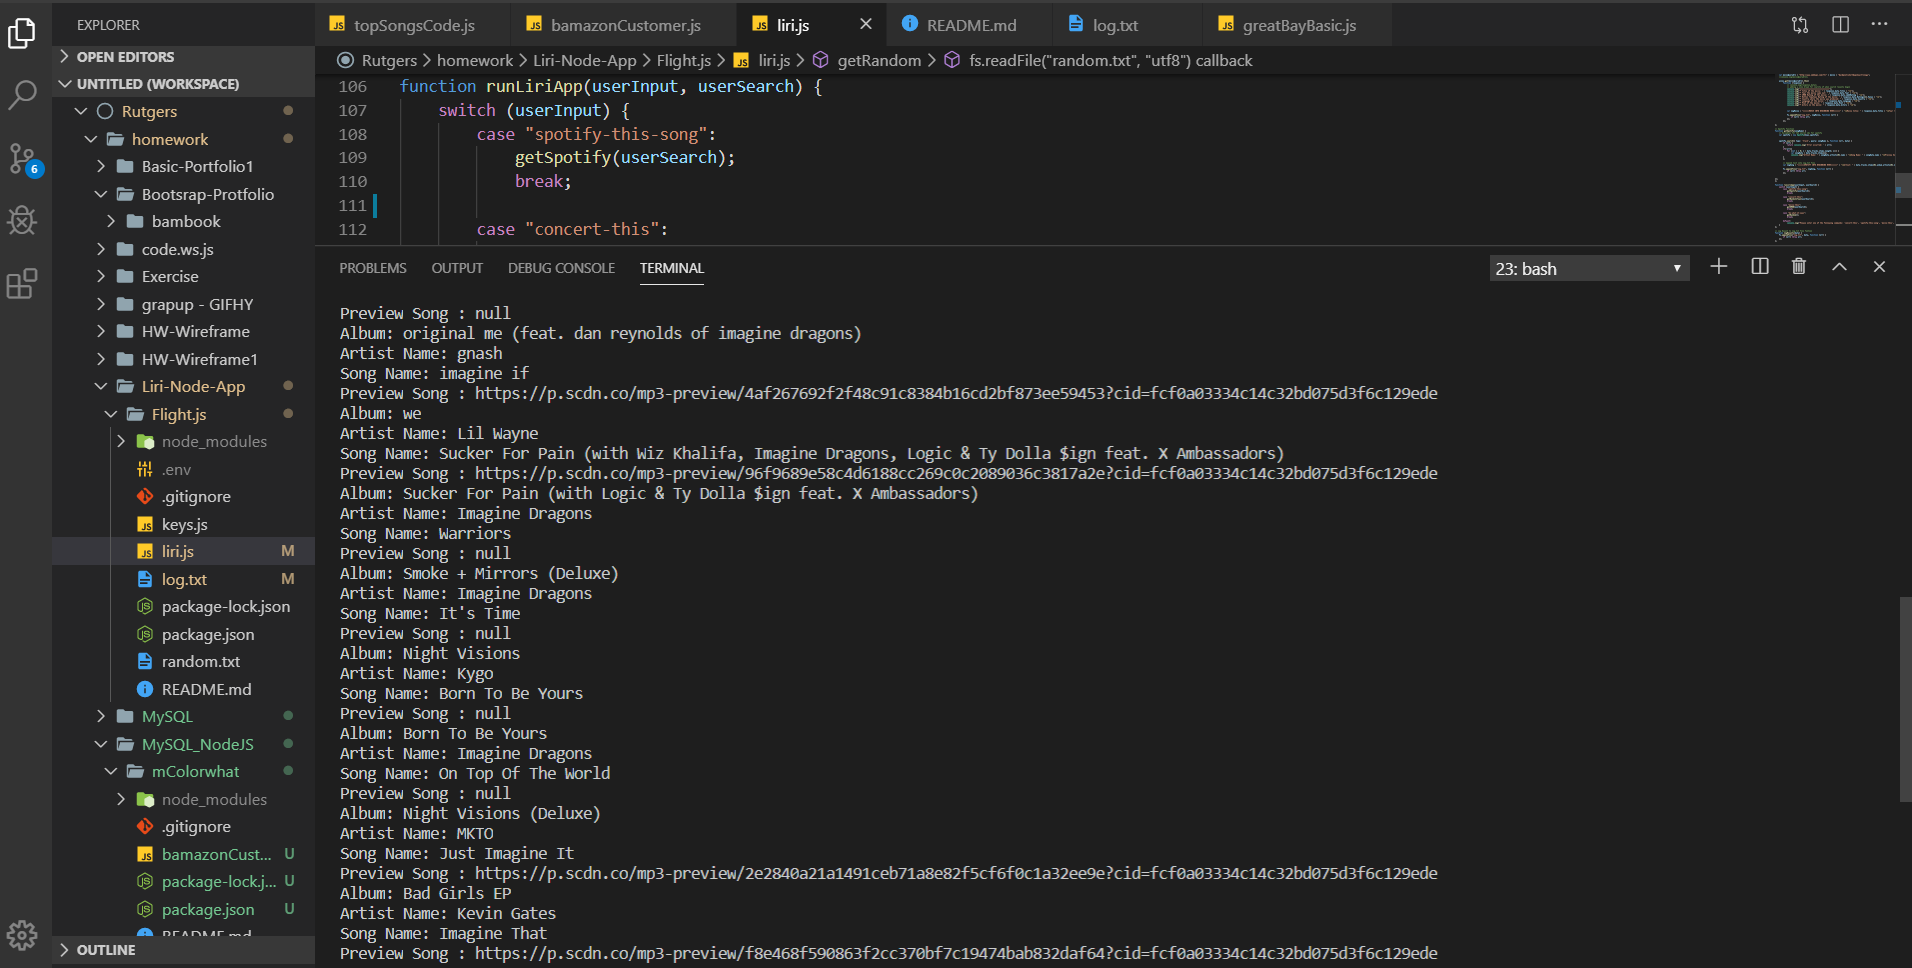 EXPLORER
OPEN EDITORS
UNTITLED (WORKSPACE)
Rutgers
homework
Basic-Portfolio1
Bootsrap-Protfolio
bambook
code.ws.js
Exercise
grapup - GIFHY
HW-Wireframe
HW-Wireframe1
Liri-Node-App
Flight.js
node_modules
.env
.gitignore
keys.js
liri.js M
log.txt M
package-lock.json
package.json
random.txt
README.md
MySQL
MySQL_NodeJS
mColorwhat
node_modules
.gitignore
bamazonCust... U
package-lock.j... U
package.json U
README.md
OUTLINE
6
topSongsCode.js bamazonCustomer.js liri.js README.md log.txt greatBayBasic.js
Rutgers > homework > Liri-Node-App > Flight.js > liri.js > getRandom > fs.readFile("random.txt", "utf8") callback
106 function runLiriApp(userInput, userSearch) {
107 switch (userInput) {
108 case "spotify-this-song":
109 getSpotify(userSearch);
110 break;
111
112 case "concert-this":
PROBLEMS OUTPUT DEBUG CONSOLE TERMINAL 23: bash
Preview Song : null
Album: original me (feat. dan reynolds of imagine dragons)
Artist Name: gnash
Song Name: imagine if
Preview Song : https://p.scdn.co/mp3-preview/4af267692f2f48c91c8384b16cd2bf873ee59453?cid=fcf0a03334c14c32bd075d3f6c129ede
Album: we
Artist Name: Lil Wayne
Song Name: Sucker For Pain (with Wiz Khalifa, Imagine Dragons, Logic & Ty Dolla $ign feat. X Ambassadors)
Preview Song : https://p.scdn.co/mp3-preview/96f9689e58c4d6188cc269c0c2089036c3817a2e?cid=fcf0a03334c14c32bd075d3f6c129ede
Album: Sucker For Pain (with Logic & Ty Dolla $ign feat. X Ambassadors)
Artist Name: Imagine Dragons
Song Name: Warriors
Preview Song : null
Album: Smoke + Mirrors (Deluxe)
Artist Name: Imagine Dragons
Song Name: It's Time
Preview Song : null
Album: Night Visions
Artist Name: Kygo
Song Name: Born To Be Yours
Preview Song : null
Album: Born To Be Yours
Artist Name: Imagine Dragons
Song Name: On Top Of The World
Preview Song : null
Album: Night Visions (Deluxe)
Artist Name: MKTO
Song Name: Just Imagine It
Preview Song : https://p.scdn.co/mp3-preview/2e2840a21a1491ceb71a8e82f5cf6f0c1a32ee9e?cid=fcf0a03334c14c32bd075d3f6c129ede
Album: Bad Girls EP
Artist Name: Kevin Gates
Song Name: Imagine That
Preview Song : https://p.scdn.co/mp3-preview/f8e468f590863f2cc370bf7c19474bab832daf64?cid=fcf0a03334c14c32bd075d3f6c129ede